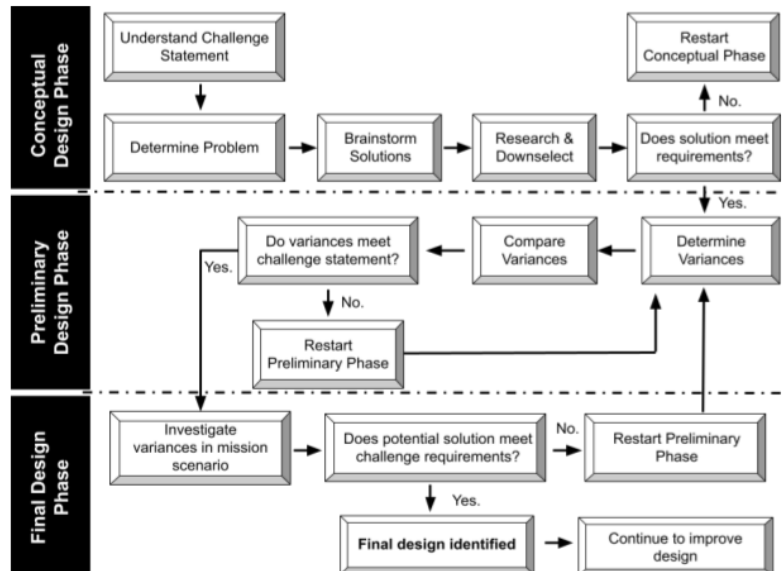 Conceptual
Design Phase
Understand Challenge
Statement
Restart
Conceptual Phase
No.
Determine Problem
Brainstorm
Solutions
Research &
Downselect
Does solution meet
requirements?
Yes.
Preliminary
Design Phase
Do variances meet
challenge statement?
Compare
Variances
Determine
Variances
Yes.
No.
Restart
Preliminary Phase
Final Design
Phase
Investigate
variances in mission
scenario
Does potential solution meet
challenge requirements?
No.
Restart Preliminary
Phase
Yes.
Final design identified
Continue to improve
design